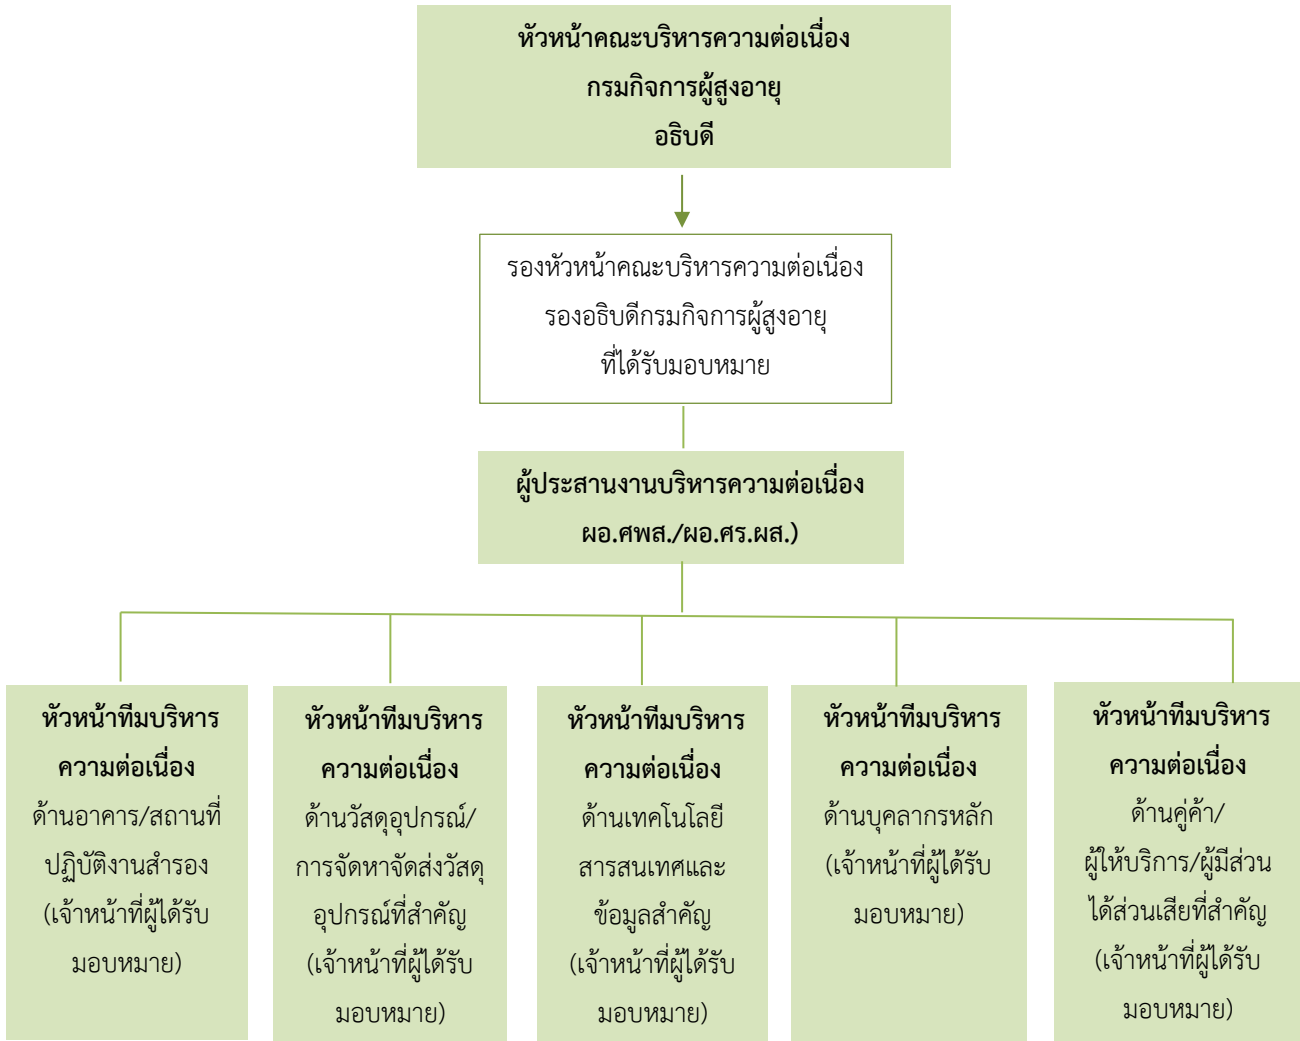 หัวหน้าคณะบริหารความต่อเนื่อง
กรมกิจการผู้สูงอายุ
อธิบดี
รองหัวหน้าคณะบริหารความต่อเนื่อง
รองอธิบดีกรมกิจการผู้สูงอายุ
ที่ได้รับมอบหมาย
ผู้ประสานงานบริหารความต่อเนื่อง
ผอ.ศพส./ผอ.ศร.ผส.)
หัวหน้าทีมบริหาร
ความต่อเนื่อง
ด้านอาคาร/สถานที่
ปฏิบัติงานสำรอง
(เจ้าหน้าที่ผู้ได้รับ
มอบหมาย)
หัวหน้าทีมบริหาร
ความต่อเนื่อง
ด้านวัสดุอุปกรณ์/
การจัดหาจัดส่งวัสดุ
อุปกรณ์ที่สำคัญ
(เจ้าหน้าที่ผู้ได้รับ
มอบหมาย)
หัวหน้าทีมบริหาร
ความต่อเนื่อง
ด้านเทคโนโลยี
สารสนเทศและ
ข้อมูลสำคัญ
(เจ้าหน้าที่ผู้ได้รับ
มอบหมาย)
หัวหน้าทีมบริหาร
ความต่อเนื่อง
ด้านบุคลากรหลัก
(เจ้าหน้าที่ผู้ได้รับ
มอบหมาย)
หัวหน้าทีมบริหาร
ความต่อเนื่อง
ด้านคู่ค้า/
ผู้ให้บริการ/ผู้มีส่วน
ได้ส่วนเสียที่สำคัญ
(เจ้าหน้าที่ผู้ได้รับ
มอบหมาย)